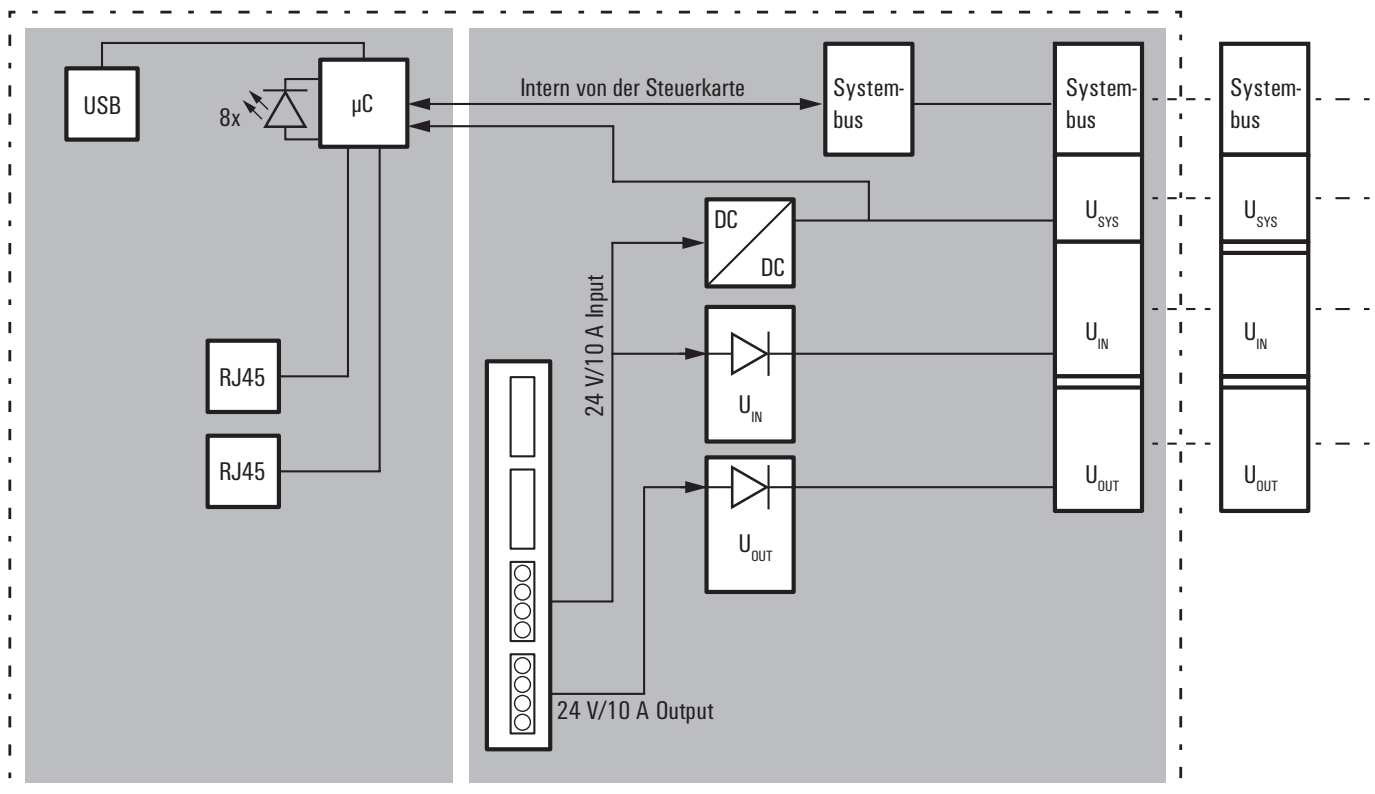 USB
8x
µC
Intern von der Steuerkarte
System-
bus
System-
bus
System-
bus
DC
DC
U_SYS
U_SYS
24 V/10 A Input
U_IN
U_IN
U_IN
RJ45
RJ45
U_OUT
U_OUT
U_OUT
24 V/10 A Output